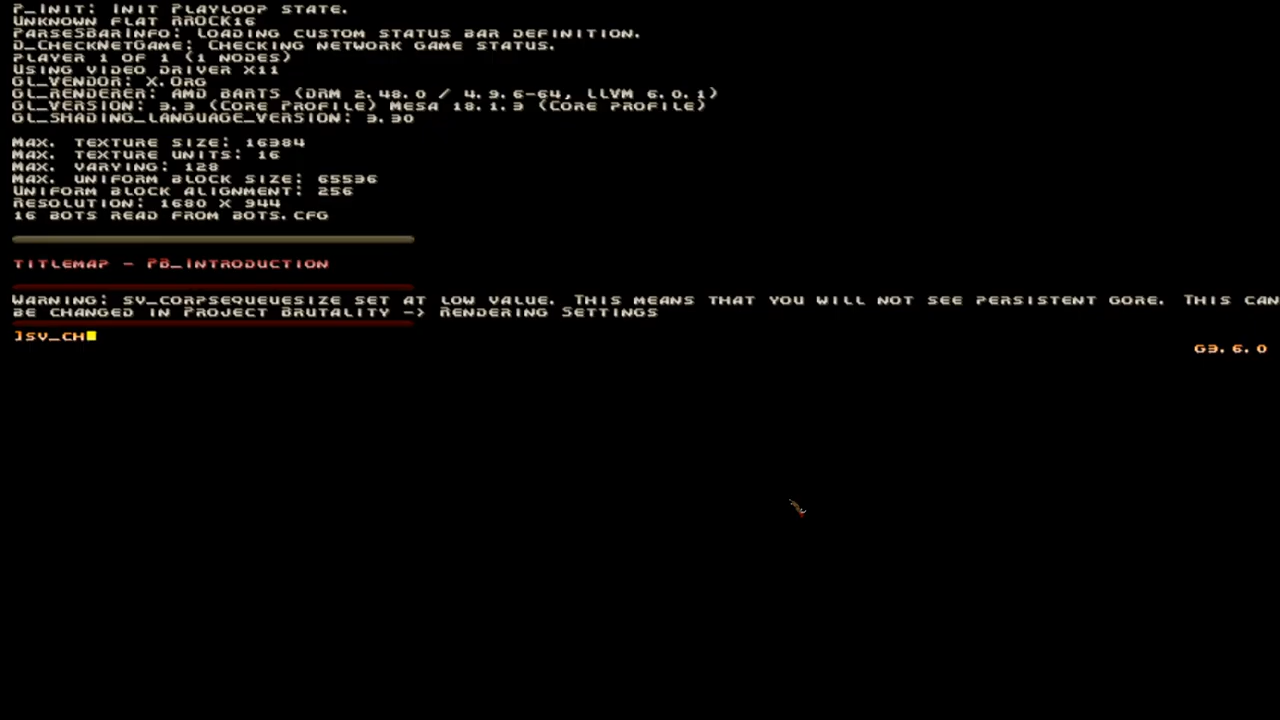 P_Init: Init Playloop state.
Unknown flat RROCK16
ParseSBarInfo: Loading custom status bar definition.
D_CheckNetGame: Checking network game status.
player 1 of 1 (1 nodes)
Using video driver x11
GL_VENDOR: X.Org
GL_RENDERER: AMD BARTS (DRM 2.48.0 / 4.9.6-64, LLVM 6.0.1)
GL_VERSION: 3.3 (Core Profile) Mesa 18.1.3 (Core Profile)
GL_SHADING_LANGUAGE_VERSION: 3.30
Max. texture size: 16384
Max. texture units: 16
Max. varying: 128
Max. uniform block size: 65536
Uniform block alignment: 256
Resolution: 1680 x 944
16 bots read from bots.cfg
TITLEMAP - PB_Introduction
Warning: sv_corpsequeuesize set at low value. This means that you will not see persistent gore. This can
be changed in Project Brutality -> Rendering Settings
]sv_ch
G3.6.0